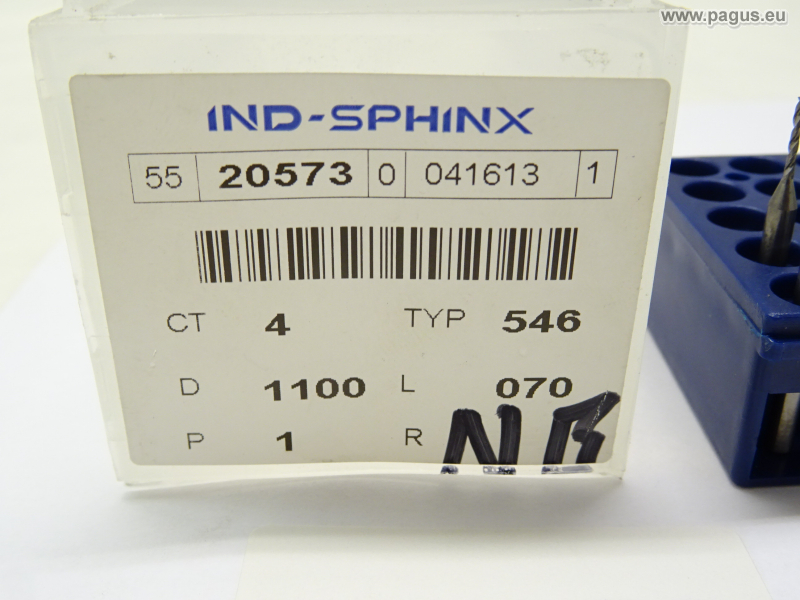 www.pagus.eu
IND-SPHINX
55 20573 0 041613 1
CT 4 TYP 546
D 1100 L 070
P 1 R